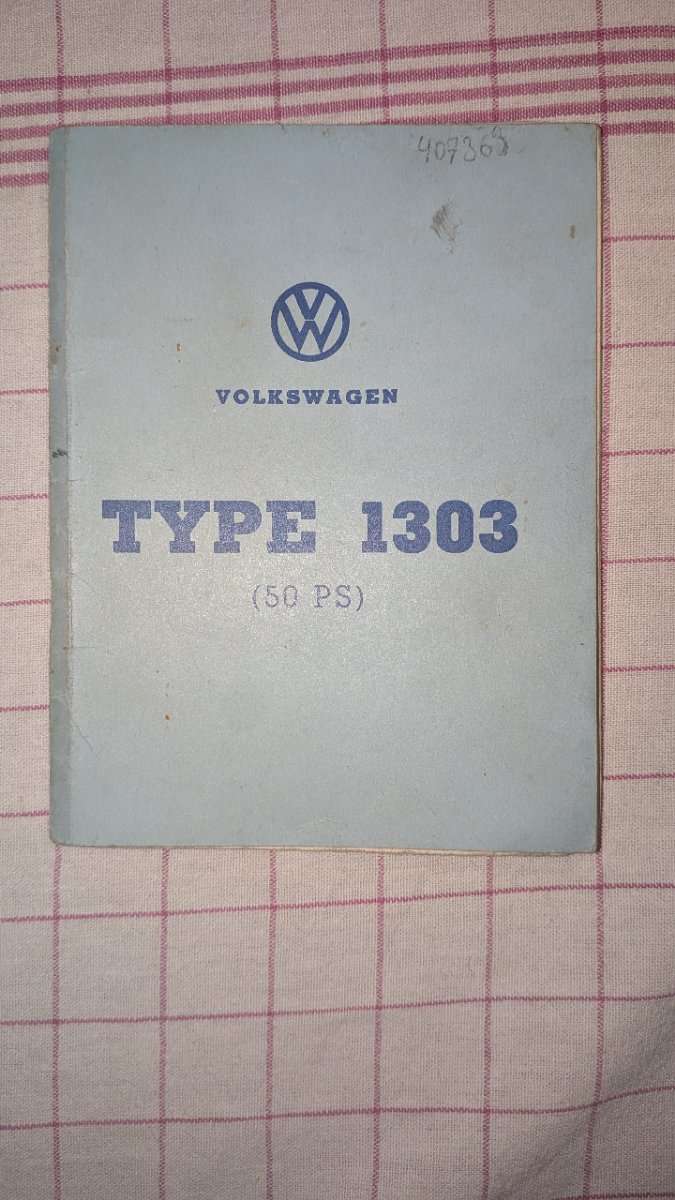 407363
VW
VOLKSWAGEN
TYPE 1303
(50 PS)